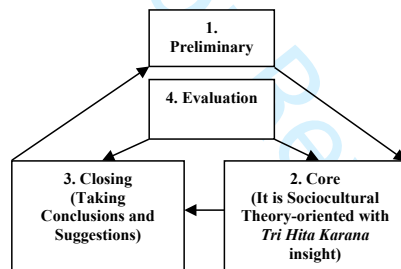 1.
Preliminary
4. Evaluation
3. Closing
(Taking
Conclusions and
Suggestions)
2. Core
(It is Sociocultural
Theory-oriented with
Tri Hita Karana
insight)